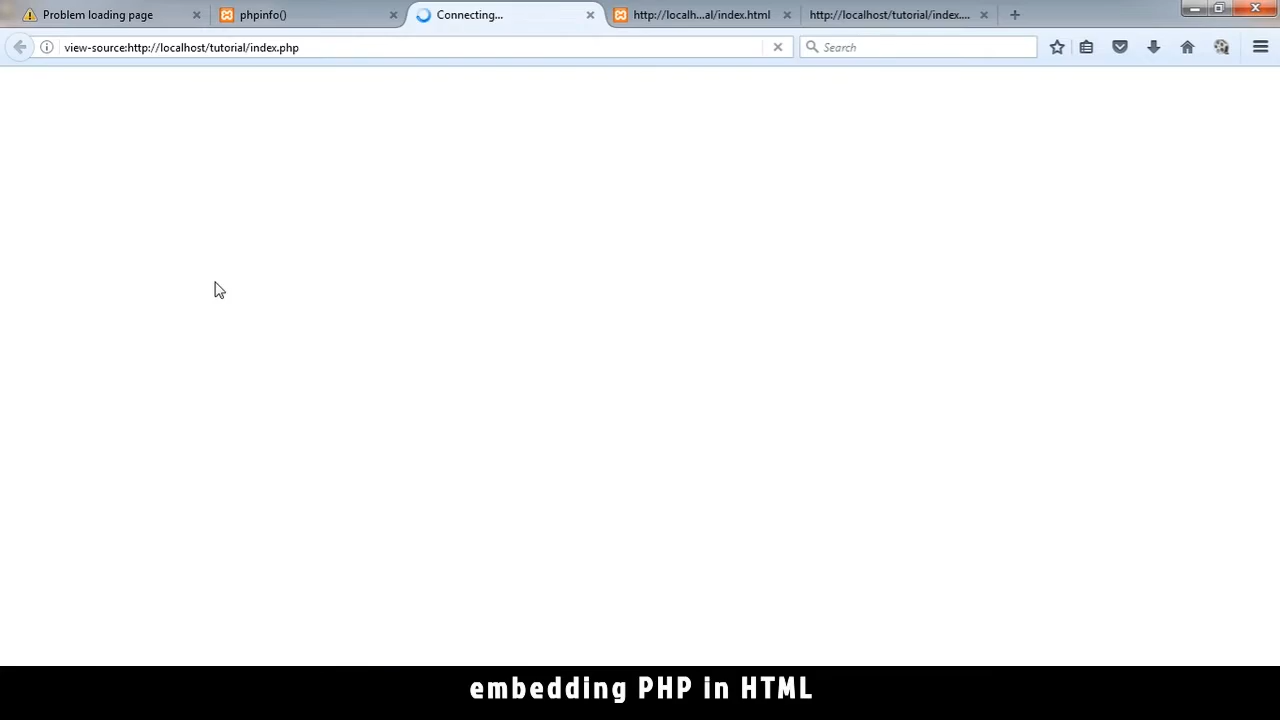 Problem loading page
phpinfo()
Connecting...
http://localh...al/index.html
http://localhost/tutorial/index....
view-source:http://localhost/tutorial/index.php
Search
embedding PHP in HTML